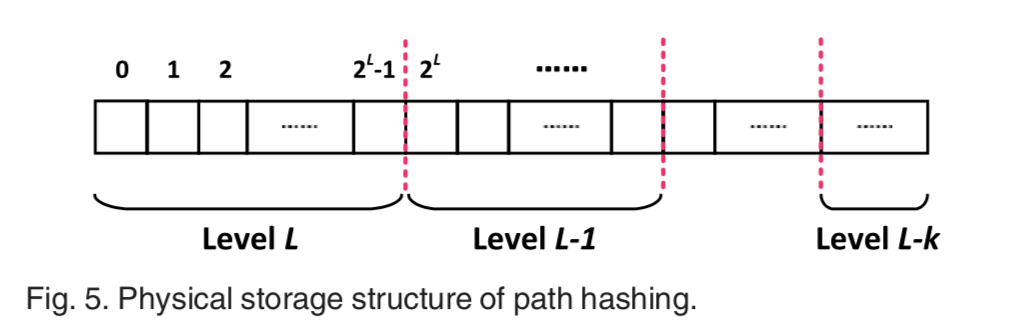 0 1 2 2^L-1 2^L ......
...... ...... ...... ......
Level L Level L-1 Level L-k
Fig. 5. Physical storage structure of path hashing.